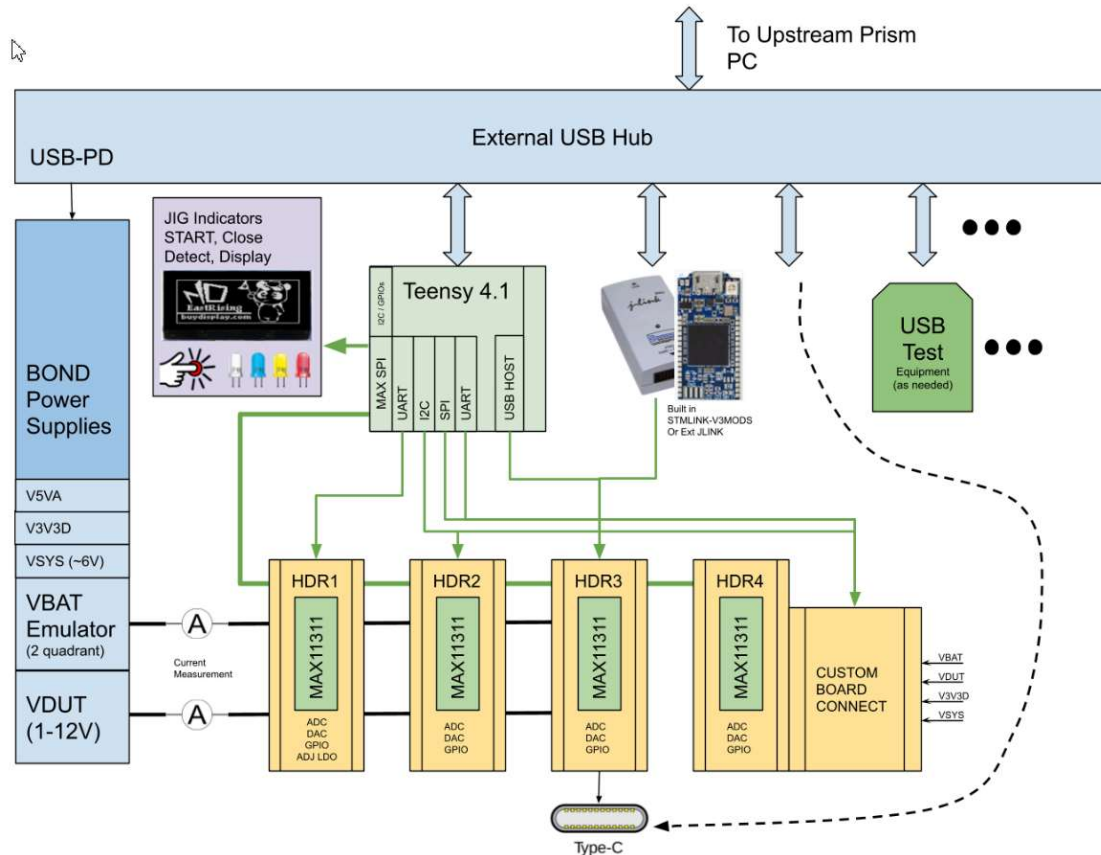 To Upstream Prism
PC
External USB Hub
USB-PD
JIG Indicators
START, Close
Detect, Display
EastRising
buydisplay.com
I2C / GPIOs
Teensy 4.1
MAX SPI
UART
I2C
SPI
UART
USB HOST
Built in
STMLINK-V3MODS
Or Ext JLINK
USB
Test
Equipment
(as needed)
BOND
Power
Supplies
V5VA
V3V3D
VSYS (~6V)
VBAT
Emulator
(2 quadrant)
VDUT
(1-12V)
A
Current
Measurement
A
HDR1
MAX11311
ADC
DAC
GPIO
ADJ LDO
HDR2
MAX11311
ADC
DAC
GPIO
HDR3
MAX11311
ADC
DAC
GPIO
HDR4
MAX11311
ADC
DAC
GPIO
CUSTOM
BOARD
CONNECT
VBAT
VDUT
V3V3D
VSYS
Type-C